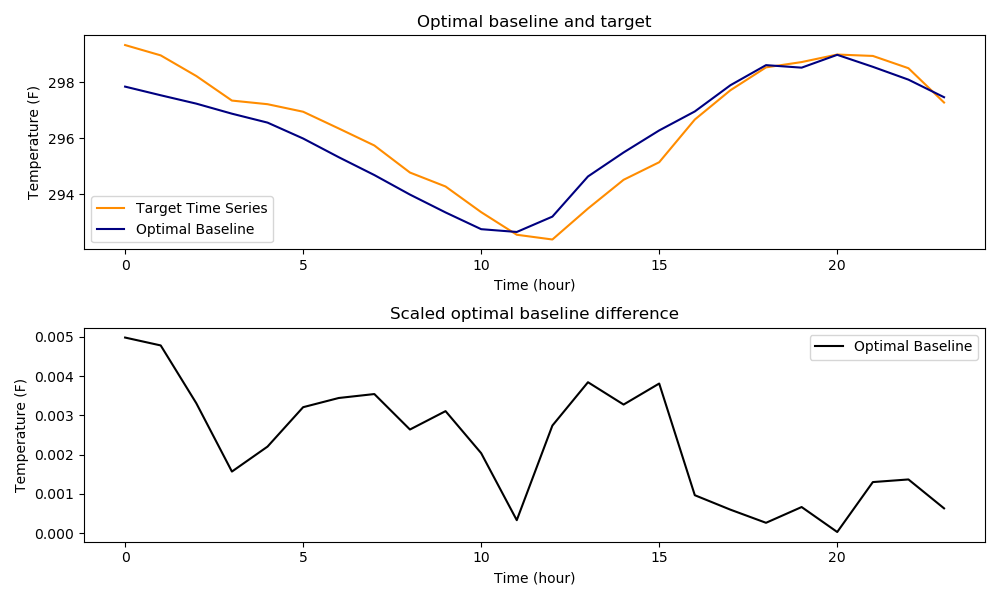 Optimal baseline and target
Temperature (F)
298
296
294
Target Time Series
Optimal Baseline
0 5 10 15 20
Time (hour)
Scaled optimal baseline difference
Temperature (F)
0.005
0.004
0.003
0.002
0.001
0.000
Optimal Baseline
0 5 10 15 20
Time (hour)